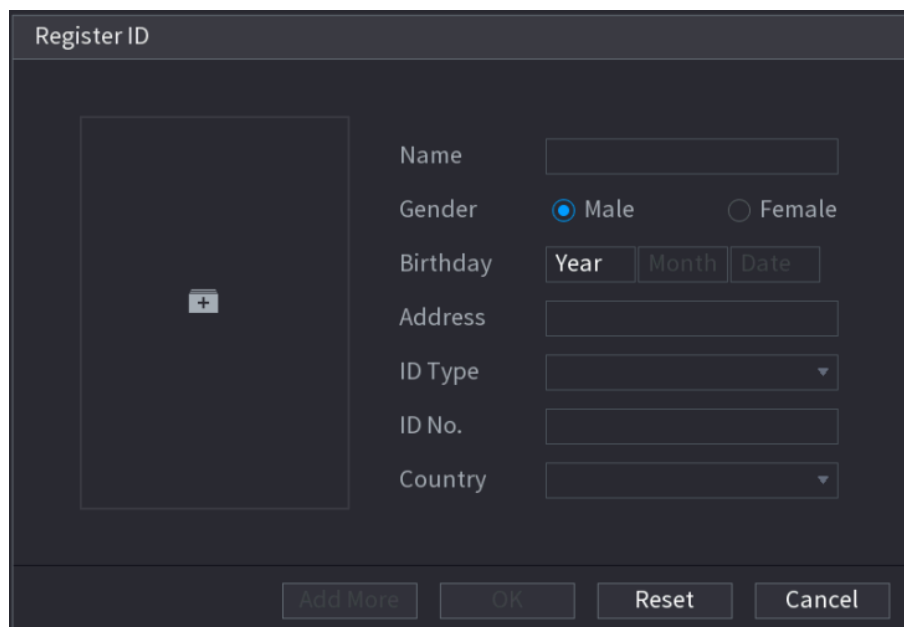 Register ID
Name
Gender Male Female
Birthday Year Month Date
Address
ID Type
ID No.
Country
Add More OK Reset Cancel